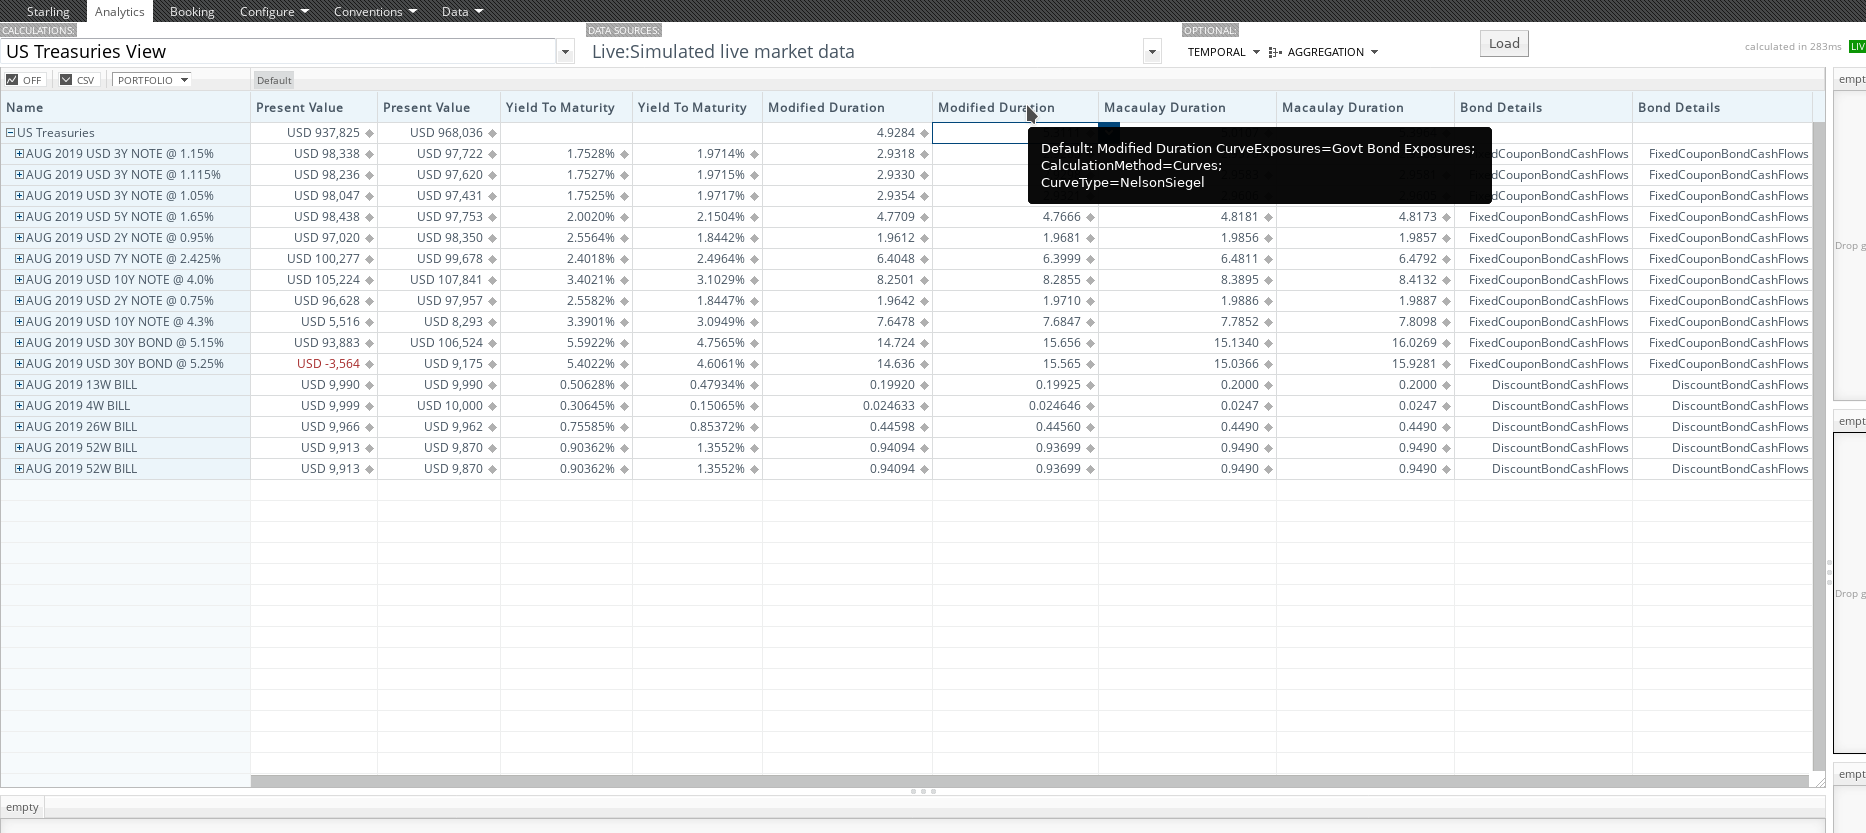 Starling Analytics Booking Configure Conventions Data
CALCULATIONS: DATA SOURCES: OPTIONAL:
US Treasuries View Live:Simulated live market data TEMPORAL AGGREGATION Load calculated in 283ms LIV
OFF CSV PORTFOLIO Default empt
Name Present Value Present Value Yield To Maturity Yield To Maturity Modified Duration Modified Duration Macaulay Duration Macaulay Duration Bond Details Bond Details
US Treasuries USD 937,825 USD 968,036 4.9284
Default: Modified Duration CurveExposures=Govt Bond Exposures;
CalculationMethod=Curves;
CurveType=NelsonSiegel
AUG 2019 USD 3Y NOTE @ 1.15% USD 98,338 USD 97,722 1.7528% 1.9714% 2.9318 dCouponBondCashFlows FixedCouponBondCashFlows
AUG 2019 USD 3Y NOTE @ 1.115% USD 98,236 USD 97,620 1.7527% 1.9715% 2.9330 dCouponBondCashFlows FixedCouponBondCashFlows
AUG 2019 USD 3Y NOTE @ 1.05% USD 98,047 USD 97,431 1.7525% 1.9717% 2.9354 dCouponBondCashFlows FixedCouponBondCashFlows
AUG 2019 USD 5Y NOTE @ 1.65% USD 98,438 USD 97,753 2.0020% 2.1504% 4.7709 4.7666 4.8181 4.8173 FixedCouponBondCashFlows FixedCouponBondCashFlows
AUG 2019 USD 2Y NOTE @ 0.95% USD 97,020 USD 98,350 2.5564% 1.8442% 1.9612 1.9681 1.9856 1.9857 FixedCouponBondCashFlows FixedCouponBondCashFlows
Drop g
AUG 2019 USD 7Y NOTE @ 2.425% USD 100,277 USD 99,678 2.4018% 2.4964% 6.4048 6.3999 6.4811 6.4792 FixedCouponBondCashFlows FixedCouponBondCashFlows
AUG 2019 USD 10Y NOTE @ 4.0% USD 105,224 USD 107,841 3.4021% 3.1029% 8.2501 8.2855 8.3895 8.4132 FixedCouponBondCashFlows FixedCouponBondCashFlows
AUG 2019 USD 2Y NOTE @ 0.75% USD 96,628 USD 97,957 2.5582% 1.8447% 1.9642 1.9710 1.9886 1.9887 FixedCouponBondCashFlows FixedCouponBondCashFlows
AUG 2019 USD 10Y NOTE @ 4.3% USD 5,516 USD 8,293 3.3901% 3.0949% 7.6478 7.6847 7.7852 7.8098 FixedCouponBondCashFlows FixedCouponBondCashFlows
AUG 2019 USD 30Y BOND @ 5.15% USD 93,883 USD 106,524 5.5922% 4.7565% 14.724 15.656 15.1340 16.0269 FixedCouponBondCashFlows FixedCouponBondCashFlows
AUG 2019 USD 30Y BOND @ 5.25% USD -3,564 USD 9,175 5.4022% 4.6061% 14.636 15.565 15.0366 15.9281 FixedCouponBondCashFlows FixedCouponBondCashFlows
AUG 2019 13W BILL USD 9,990 USD 9,990 0.50628% 0.47934% 0.19920 0.19925 0.2000 0.2000 DiscountBondCashFlows DiscountBondCashFlows
AUG 2019 4W BILL USD 9,999 USD 10,000 0.30645% 0.15065% 0.024633 0.024646 0.0247 0.0247 DiscountBondCashFlows DiscountBondCashFlows
empt
AUG 2019 26W BILL USD 9,966 USD 9,962 0.75585% 0.85372% 0.44598 0.44560 0.4490 0.4490 DiscountBondCashFlows DiscountBondCashFlows
AUG 2019 52W BILL USD 9,913 USD 9,870 0.90362% 1.3552% 0.94094 0.93699 0.9490 0.9490 DiscountBondCashFlows DiscountBondCashFlows
AUG 2019 52W BILL USD 9,913 USD 9,870 0.90362% 1.3552% 0.94094 0.93699 0.9490 0.9490 DiscountBondCashFlows DiscountBondCashFlows
Drop g
empt
empty